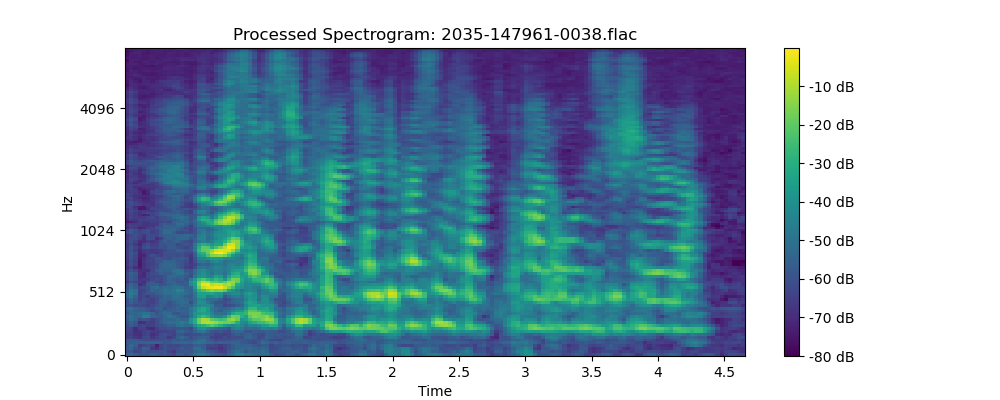 Processed Spectrogram: 2035-147961-0038.flac
Hz
4096
2048
1024
512
0
0 0.5 1 1.5 2 2.5 3 3.5 4 4.5
Time
-10 dB
-20 dB
-30 dB
-40 dB
-50 dB
-60 dB
-70 dB
-80 dB